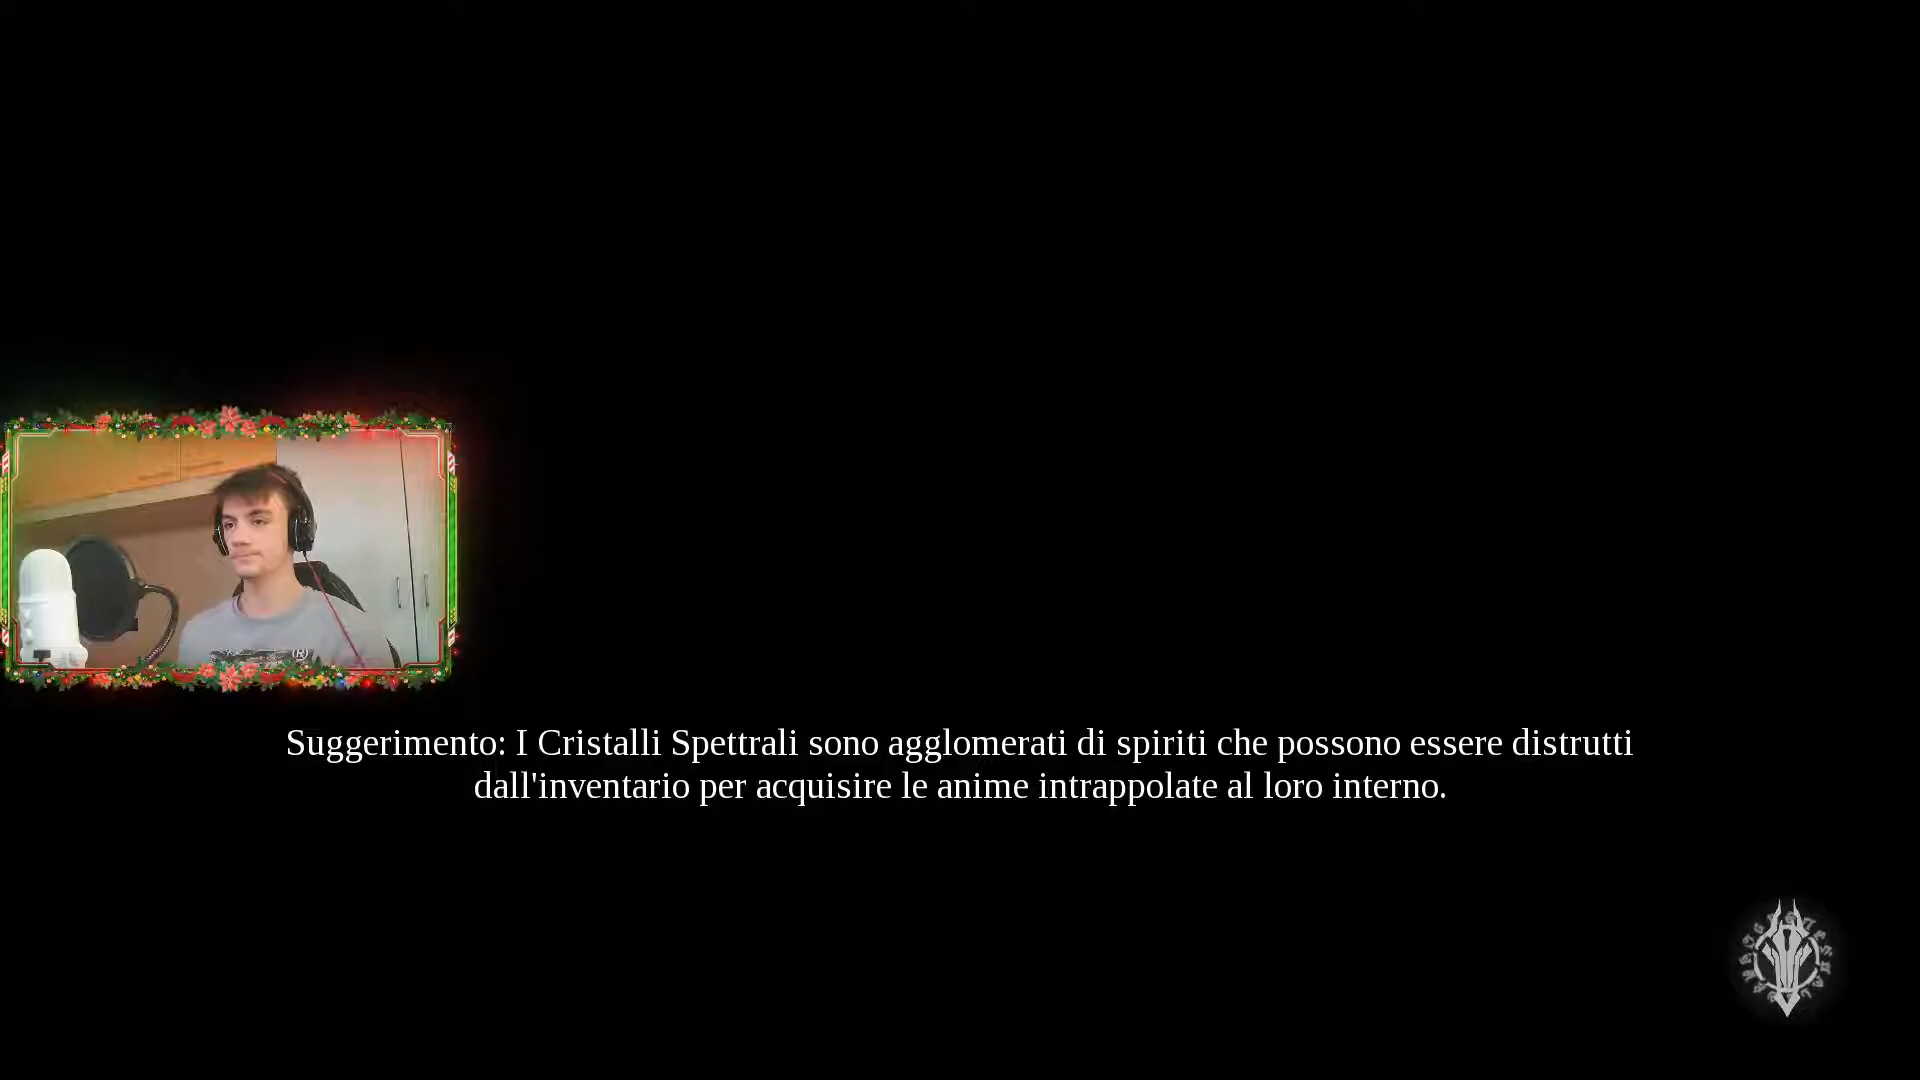 Suggerimento: I Cristalli Spettrali sono agglomerati di spiriti che possono essere distrutti
dall'inventario per acquisire le anime intrappolate al loro interno.